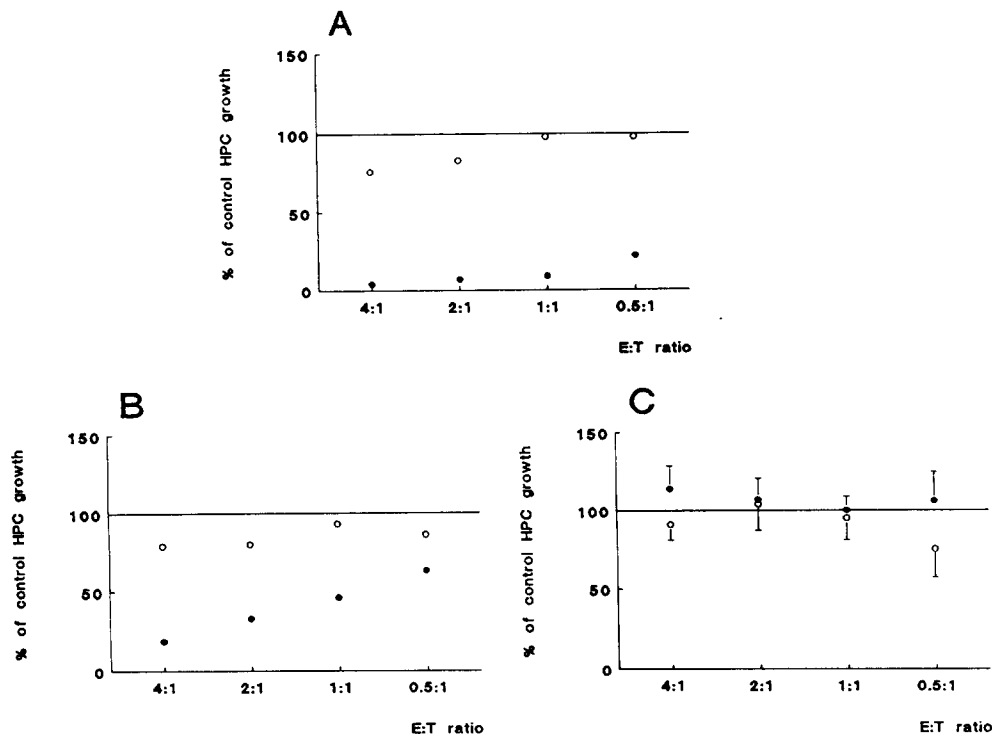 A
% of control HPC growth
150
100
50
0
4:1
2:1
1:1
0.5:1
E:T ratio
B
% of control HPC growth
150
100
50
0
4:1
2:1
1:1
0.5:1
E:T ratio
C
% of control HPC growth
150
100
50
0
4:1
2:1
1:1
0.5:1
E:T ratio